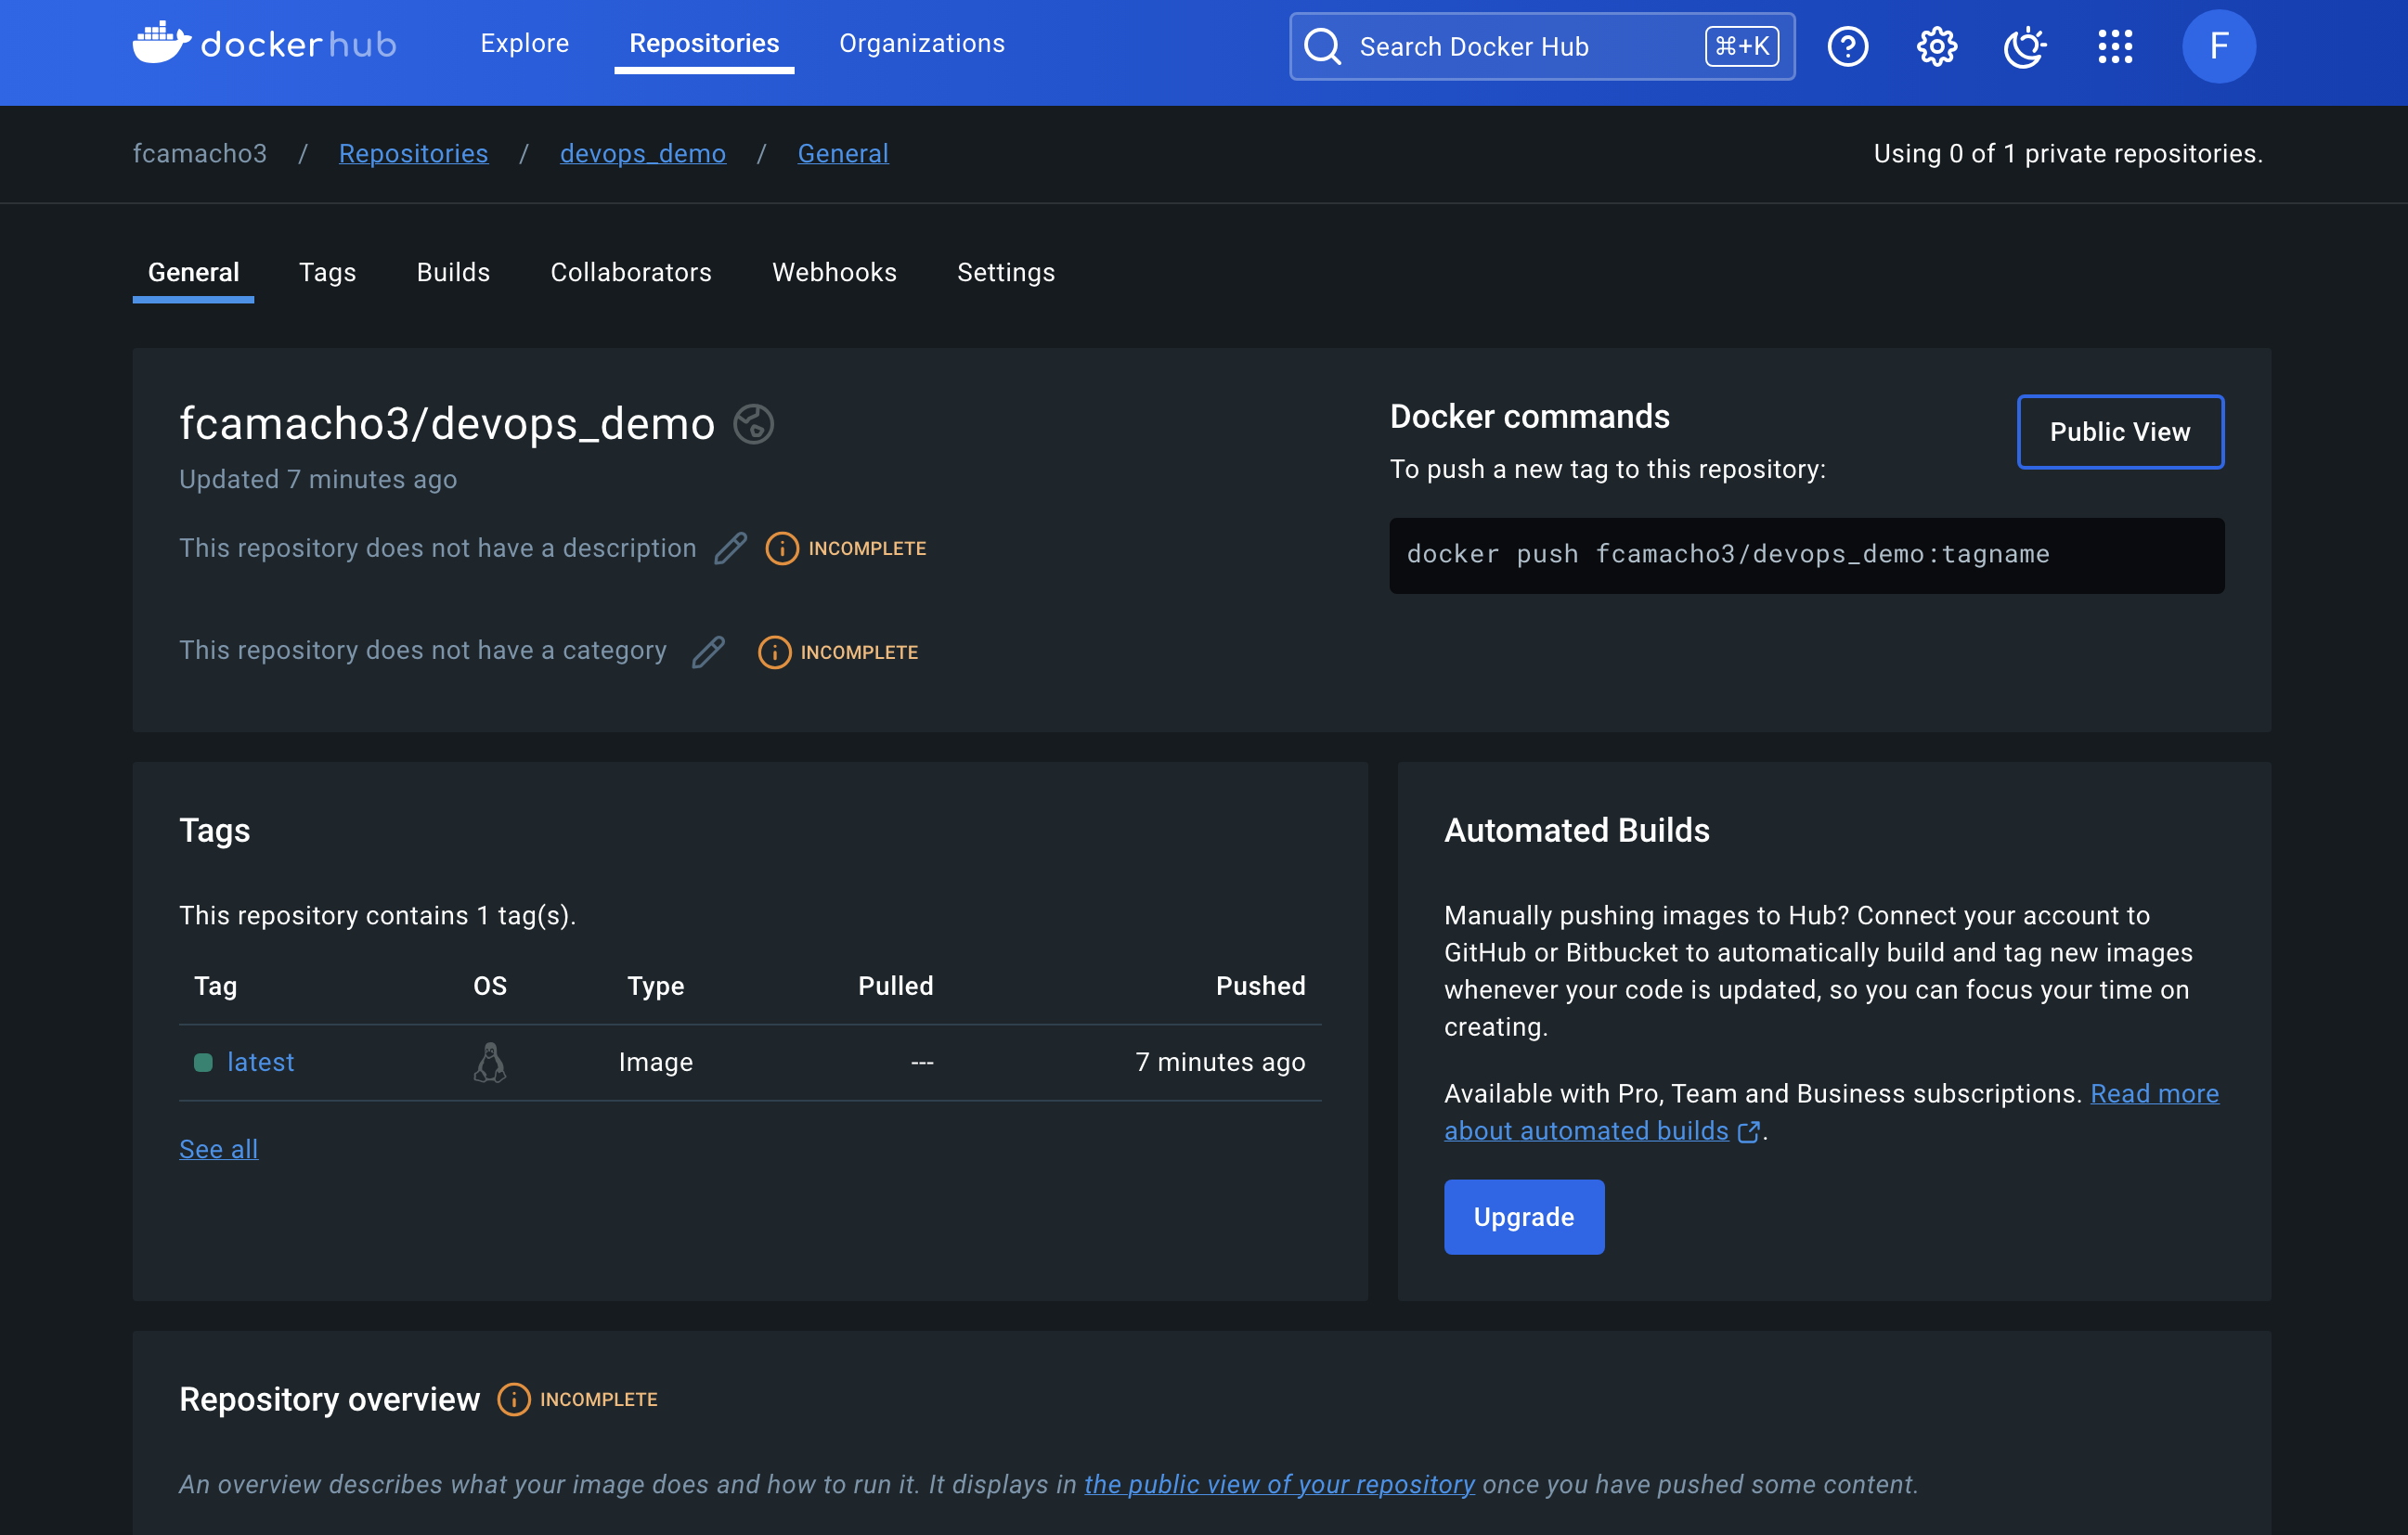 dockerhub
Explore
Repositories
Organizations
Search Docker Hub
⌘+K
F
fcamacho3 / Repositories / devops_demo / General
Using 0 of 1 private repositories.
General
Tags
Builds
Collaborators
Webhooks
Settings
fcamacho3/devops_demo
Updated 7 minutes ago
This repository does not have a description
INCOMPLETE
This repository does not have a category
INCOMPLETE
Docker commands
Public View
To push a new tag to this repository:
docker push fcamacho3/devops_demo:tagname
Tags
This repository contains 1 tag(s).
Tag OS Type Pulled Pushed
latest Image --- 7 minutes ago
See all
Automated Builds
Manually pushing images to Hub? Connect your account to
GitHub or Bitbucket to automatically build and tag new images
whenever your code is updated, so you can focus your time on
creating.
Available with Pro, Team and Business subscriptions. Read more
about automated builds.
Upgrade
Repository overview
INCOMPLETE
An overview describes what your image does and how to run it. It displays in the public view of your repository once you have pushed some content.